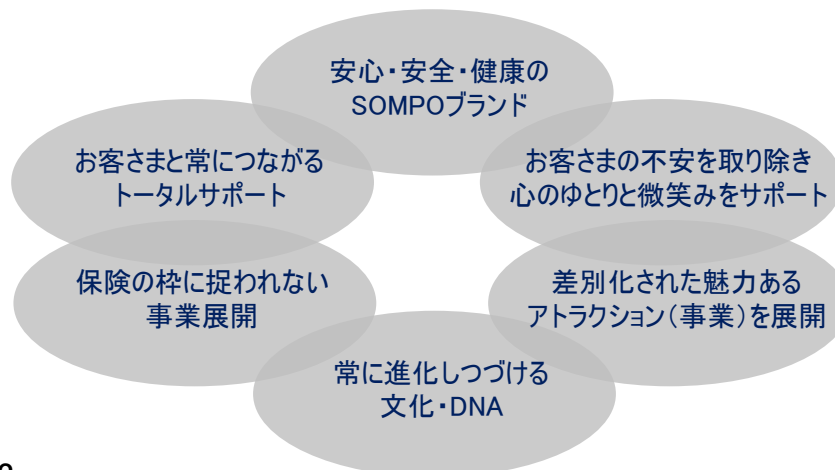 安心・安全・健康の
SOMPOブランド
お客さまと常につながる
トータルサポート
お客さまの不安を取り除き
心のゆとりと微笑みをサポート
保険の枠に捉われない
事業展開
差別化された魅力ある
アトラクション（事業）を展開
常に進化しつづける
文化・DNA